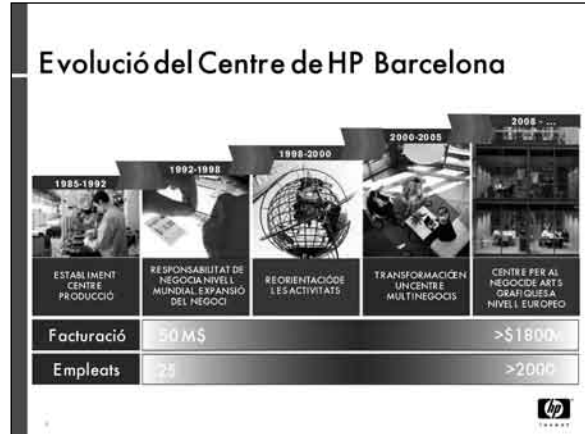 Evolució del Centre de HP Barcelona
1985-1992
1992-1998
1998-2000
2000-2005
2008 - ...
ESTABLIMENT
CENTRE
PRODUCCIÓ
RESPONSABILITAT DE
NEGOCI A NIVELL
MUNDIAL. EXPANSIÓ
DEL NEGOCI
REORIENTACIÓ DE
LES ACTIVITATS
TRANSFORMACIÓ EN
UN CENTRE
MULTINEGOCIS
CENTRE PER AL
NEGOCI DE ARTS
GRAFIQUES A
NIVELL EUROPEO
Facturació
50 M$
>$1800M
Empleats
25
>2000
hp
invent